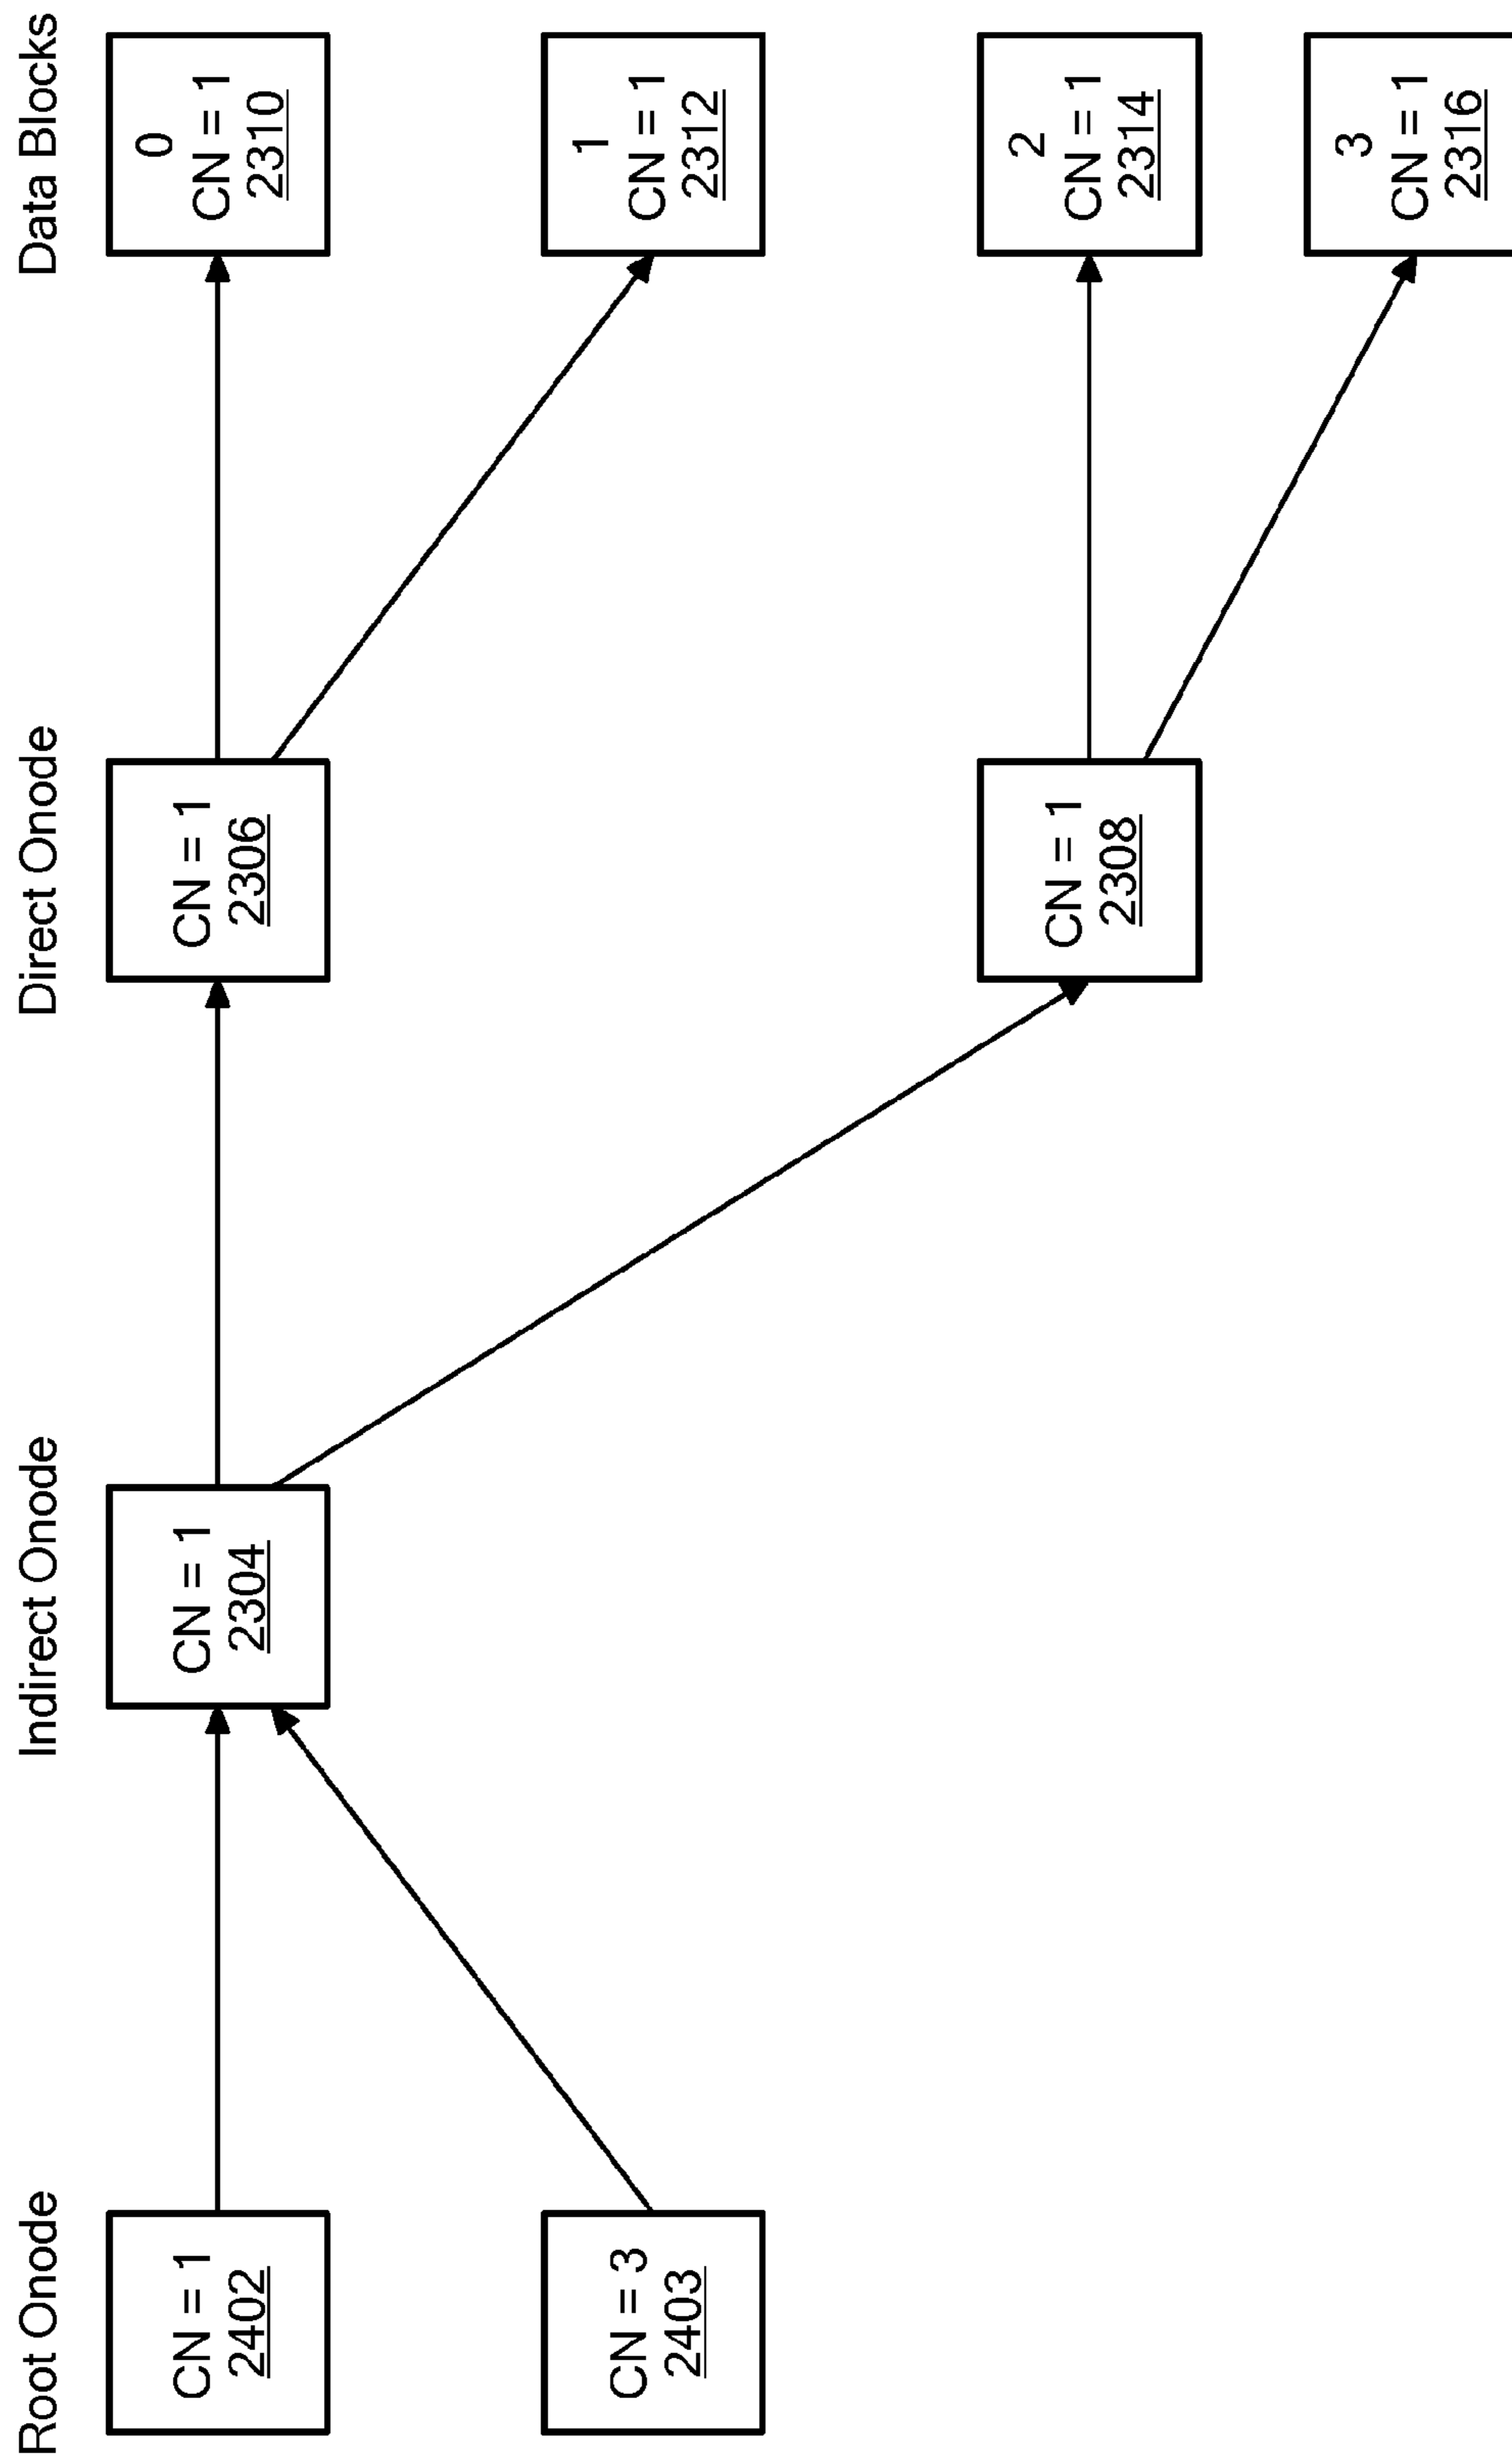 Root Onode
Indirect Onode
Direct Onode
Data Blocks
CN = 1
2402
CN = 1
2304
CN = 1
2306
0
CN = 1
2310
CN = 3
2403
1
CN = 1
2312
CN = 1
2308
2
CN = 1
2314
3
CN = 1
2316